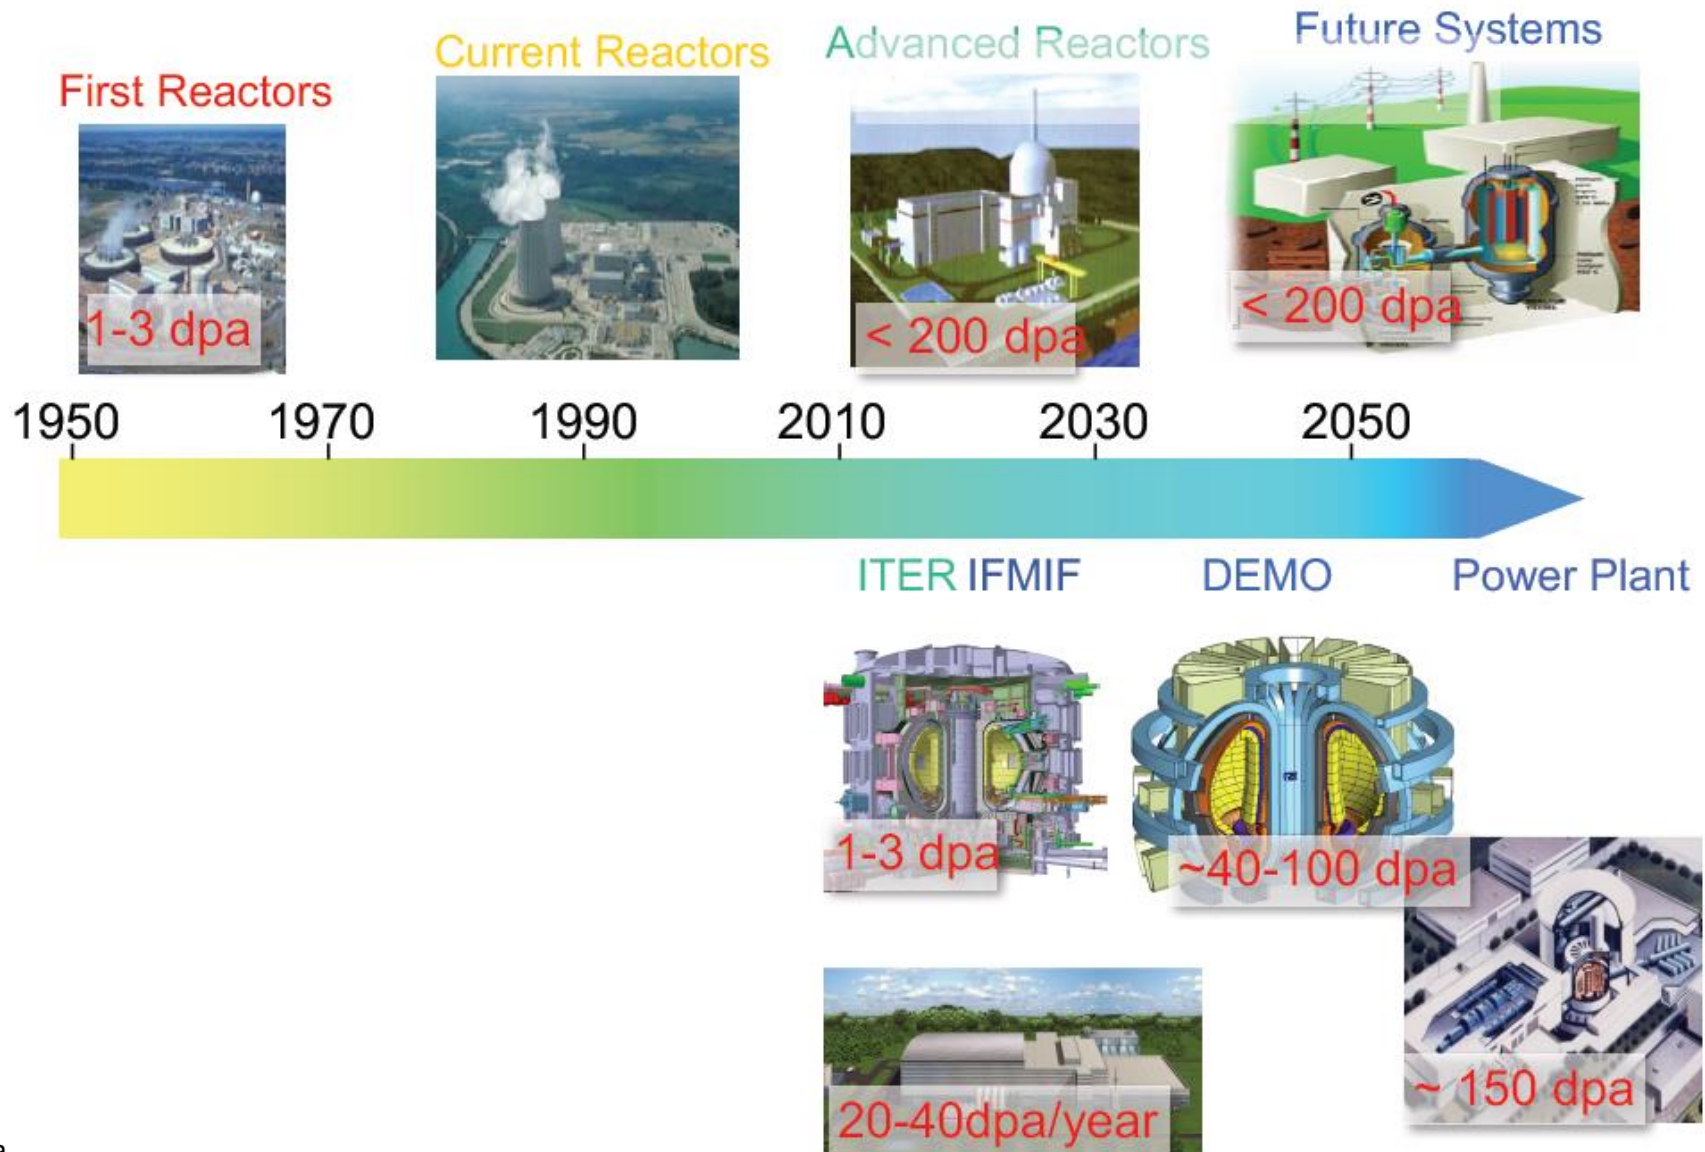 First Reactors
Current Reactors
Advanced Reactors
Future Systems
1-3 dpa
< 200 dpa
< 200 dpa
1950 1970 1990 2010 2030 2050
ITER IFMIF DEMO Power Plant
1-3 dpa
~40-100 dpa
20-40dpa/year
~ 150 dpa